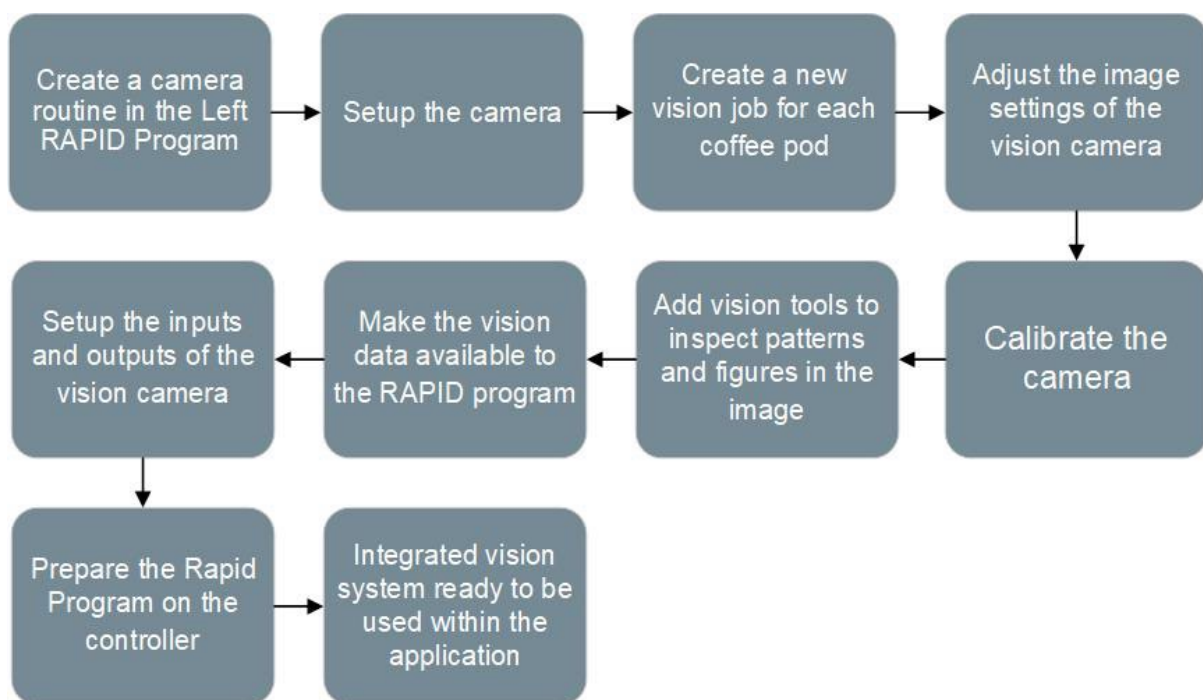 Create a camera
routine in the Left
RAPID Program
Setup the camera
Create a new
vision job for each
coffee pod
Adjust the image
settings of the
vision camera
Calibrate the
camera
Add vision tools to
inspect patterns
and figures in the
image
Make the vision
data available to
the RAPID program
Setup the inputs
and outputs of the
vision camera
Prepare the Rapid
Program on the
controller
Integrated vision
system ready to be
used within the
application